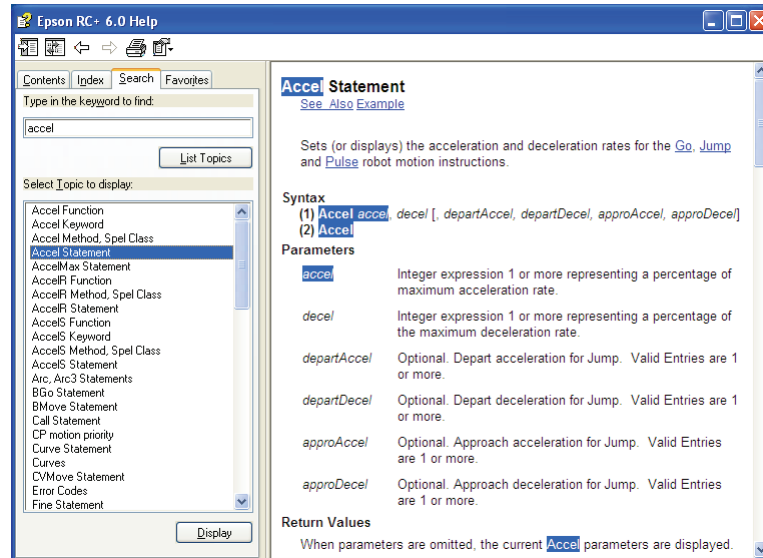 Epson RC+ 6.0 Help
Contents Index Search Favorites
Type in the keyword to find:
accel
List Topics
Select Topic to display:
Accel Function
Accel Keyword
Accel Method, Spel Class
Accel Statement
AccelMax Statement
AccelR Function
AccelR Method, Spel Class
AccelR Statement
AccelS Function
AccelS Keyword
AccelS Method, Spel Class
AccelS Statement
Arc, Arc3 Statements
BGo Statement
BMove Statement
Call Statement
CP motion priority
Curve Statement
Curves
CVMove Statement
Error Codes
Fine Statement
Display
Accel Statement
See Also Example
Sets (or displays) the acceleration and deceleration rates for the Go, Jump
and Pulse robot motion instructions.
Syntax
(1) Accel accel, decel [, departAccel, departDecel, approAccel, approDecel]
(2) Accel
Parameters
accel Integer expression 1 or more representing a percentage of
maximum acceleration rate.
decel Integer expression 1 or more representing a percentage of
the maximum deceleration rate.
departAccel Optional. Depart acceleration for Jump. Valid Entries are 1
or more.
departDecel Optional. Depart deceleration for Jump. Valid Entries are 1
or more.
approAccel Optional. Approach acceleration for Jump. Valid Entries
are 1 or more.
approDecel Optional. Approach deceleration for Jump. Valid Entries
are 1 or more.
Return Values
When parameters are omitted, the current Accel parameters are displayed.